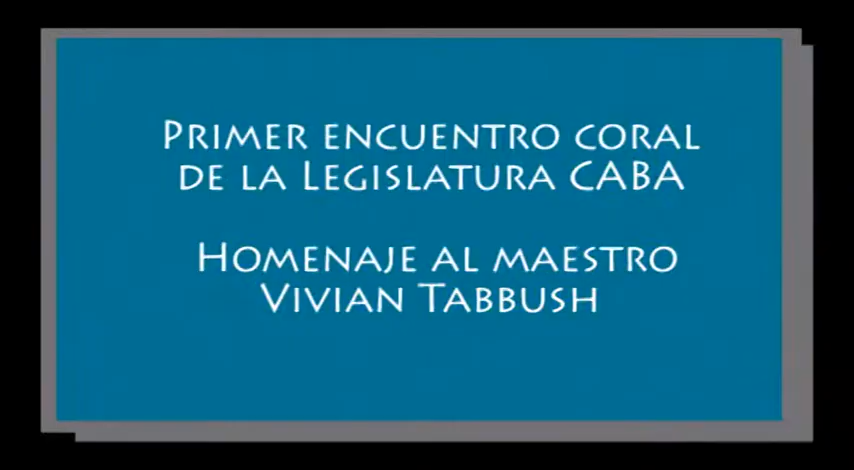 Primer encuentro coral
de la Legislatura CABA
Homenaje al maestro
Vivian Tabbush